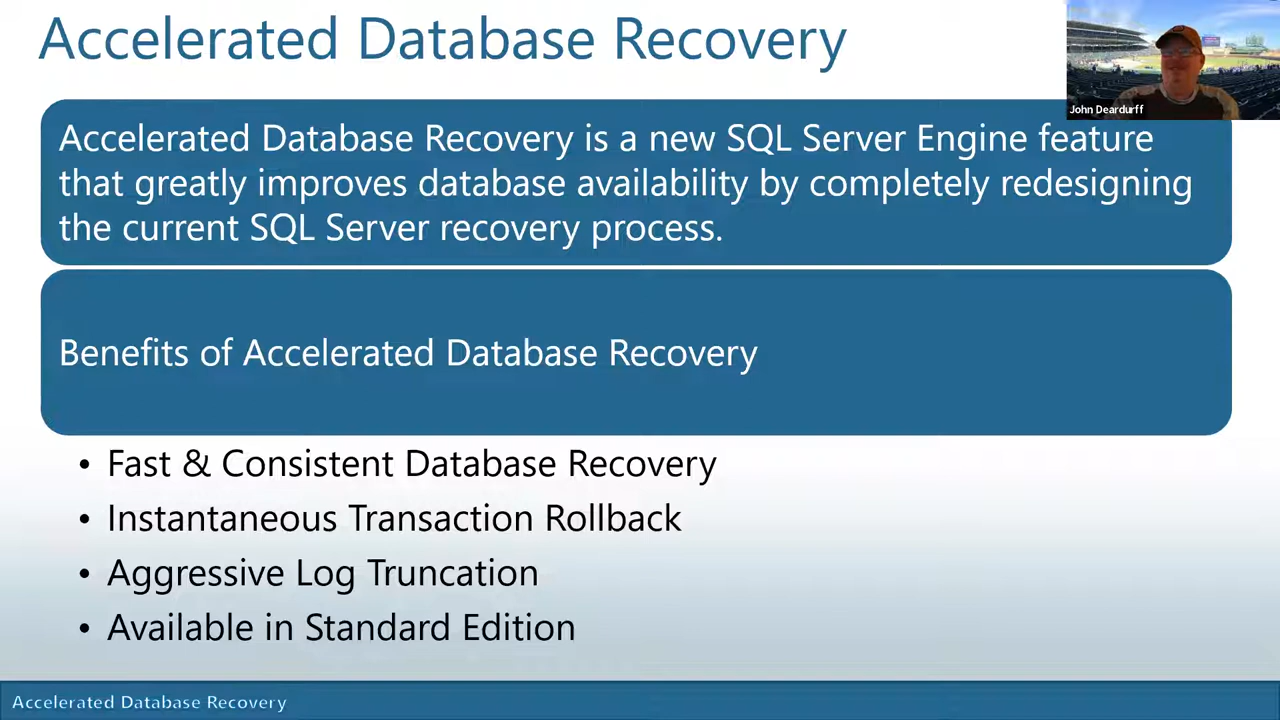 Accelerated Database Recovery
John Deardurff
Accelerated Database Recovery is a new SQL Server Engine feature
that greatly improves database availability by completely redesigning
the current SQL Server recovery process.
Benefits of Accelerated Database Recovery
• Fast & Consistent Database Recovery
• Instantaneous Transaction Rollback
• Aggressive Log Truncation
• Available in Standard Edition
Accelerated Database Recovery